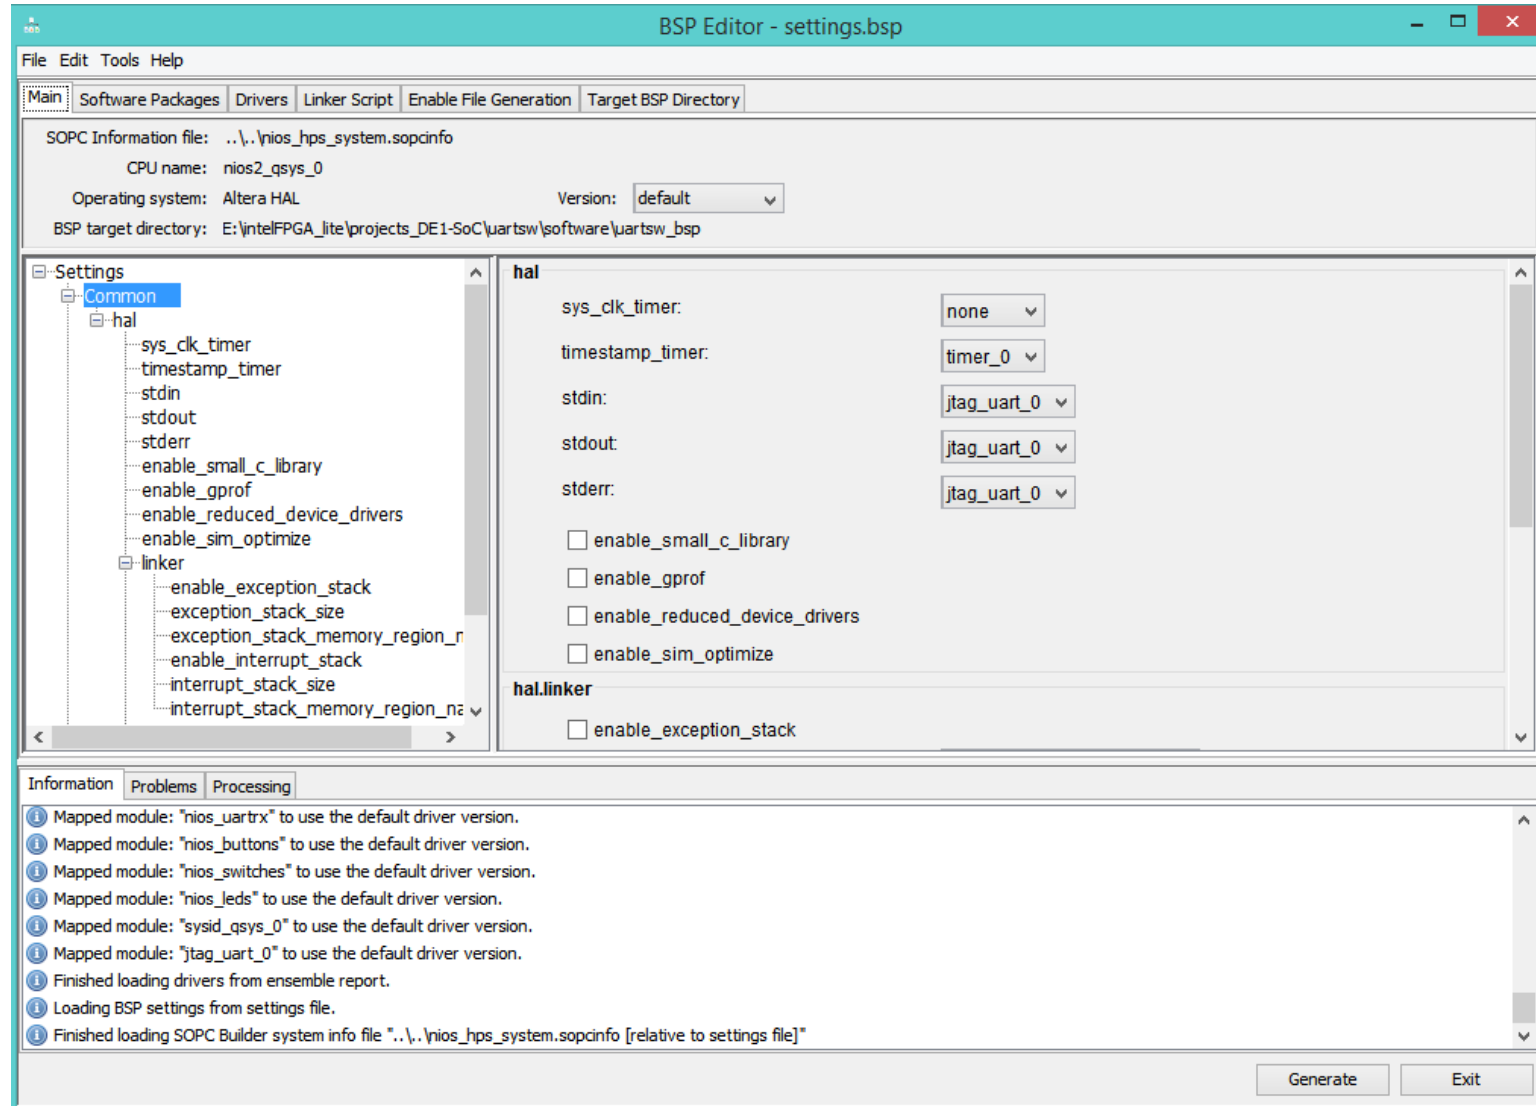 BSP Editor - settings.bsp
File Edit Tools Help
Main Software Packages Drivers Linker Script Enable File Generation Target BSP Directory
SOPC Information file: ..\..\nios_hps_system.sopcinfo
CPU name: nios2_qsys_0
Operating system: Altera HAL Version: default
BSP target directory: E:\intelFPGA_lite\projects_DE1-SoC\uartsw\software\uartsw_bsp
Settings
Common
hal
sys_clk_timer
timestamp_timer
stdin
stdout
stderr
enable_small_c_library
enable_gprof
enable_reduced_device_drivers
enable_sim_optimize
linker
enable_exception_stack
exception_stack_size
exception_stack_memory_region_n
enable_interrupt_stack
interrupt_stack_size
interrupt_stack_memory_region_na
hal
sys_clk_timer: none
timestamp_timer: timer_0
stdin: jtag_uart_0
stdout: jtag_uart_0
stderr: jtag_uart_0
enable_small_c_library
enable_gprof
enable_reduced_device_drivers
enable_sim_optimize
hal.linker
enable_exception_stack
Information Problems Processing
Mapped module: "nios_uartrx" to use the default driver version.
Mapped module: "nios_buttons" to use the default driver version.
Mapped module: "nios_switches" to use the default driver version.
Mapped module: "nios_leds" to use the default driver version.
Mapped module: "sysid_qsys_0" to use the default driver version.
Mapped module: "jtag_uart_0" to use the default driver version.
Finished loading drivers from ensemble report.
Loading BSP settings from settings file.
Finished loading SOPC Builder system info file "..\..\nios_hps_system.sopcinfo [relative to settings file]"
Generate Exit